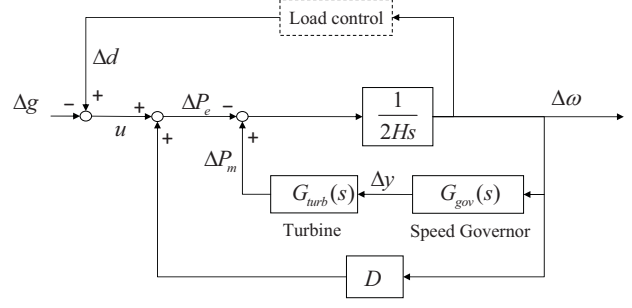 Load control
Δd
Δg − + u + + ΔP_e − + 1/2Hs Δω
ΔP_m
G_turb(s) Δy G_gov(s)
Turbine Speed Governor
D